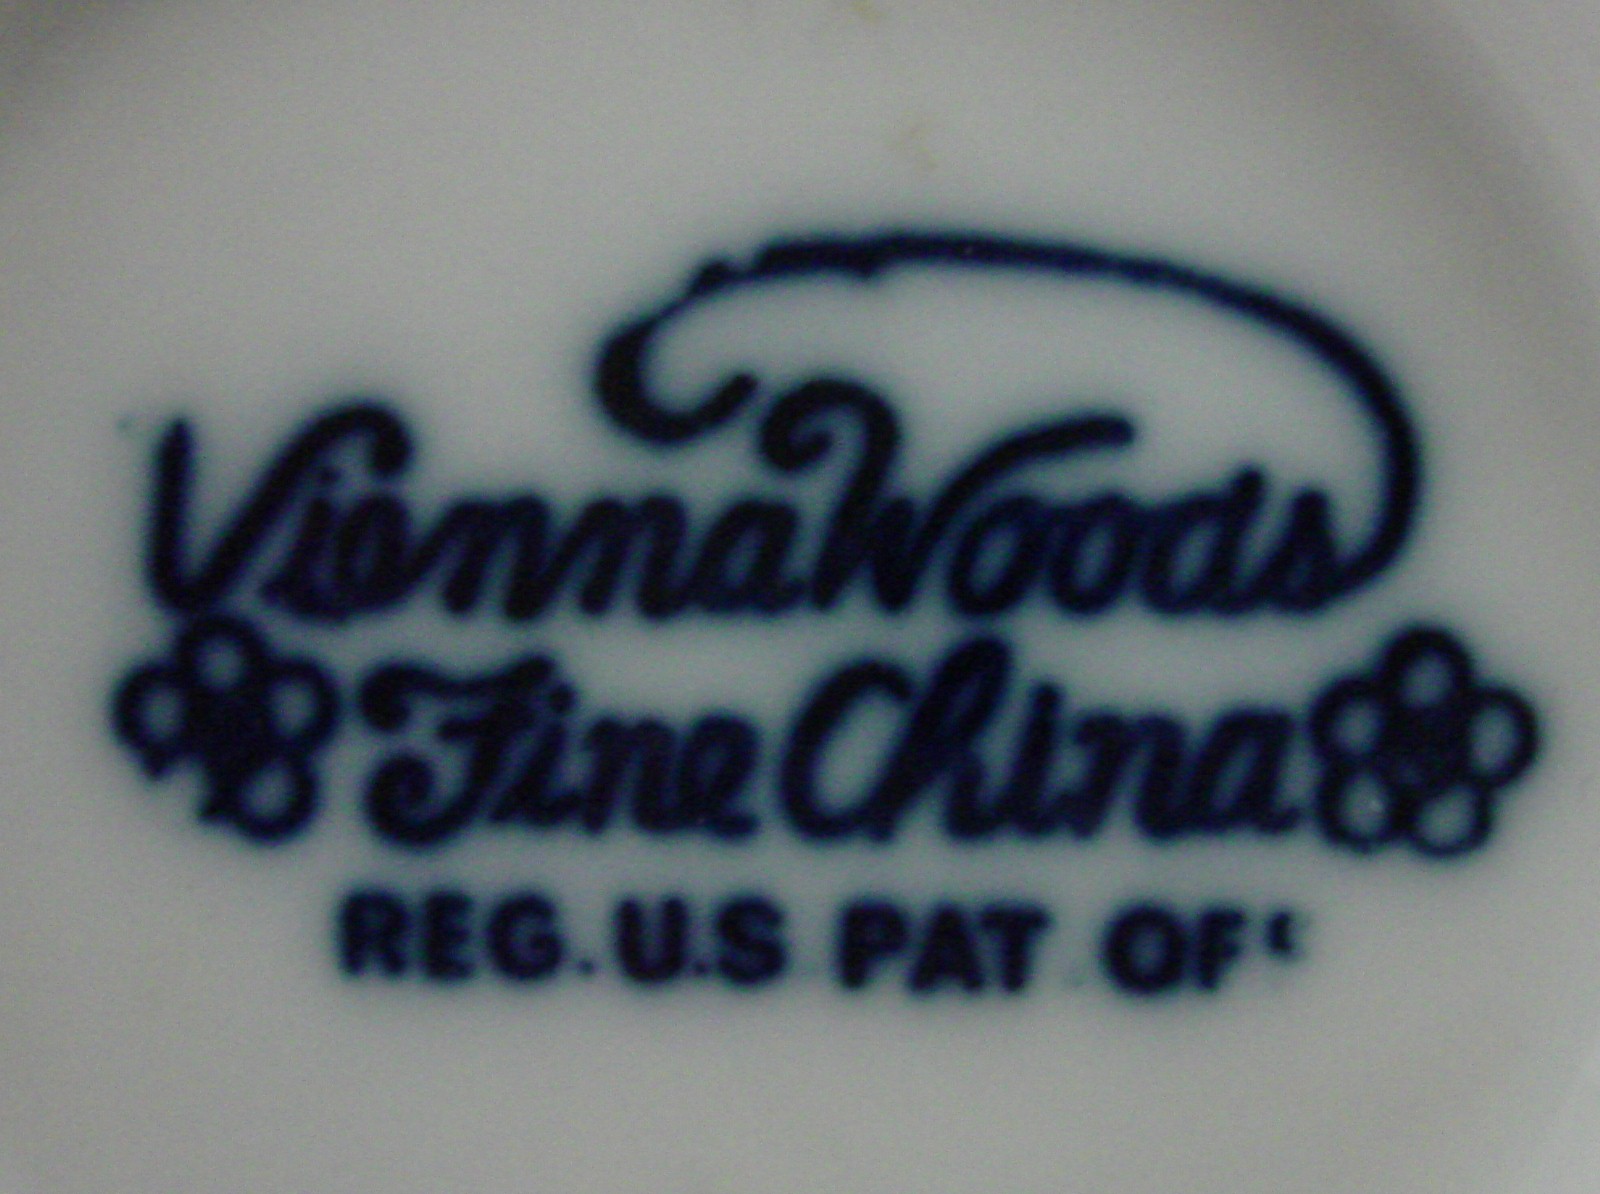 Vienna Woods
Fine China
REG. U.S PAT OF